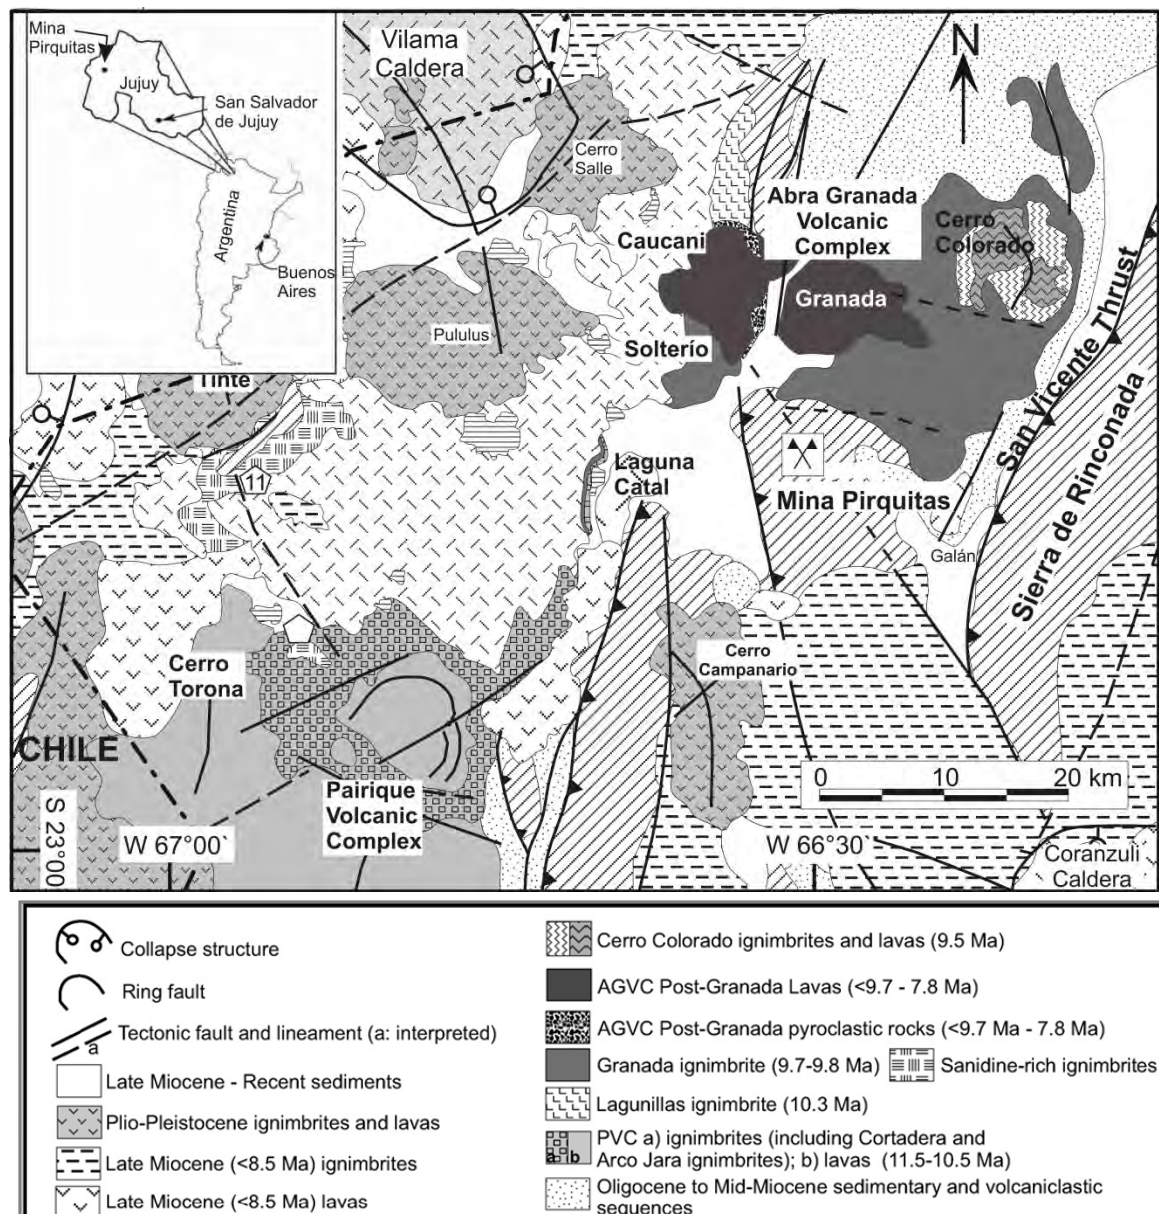 Mina
Pirquitas
Jujuy
San Salvador
de Jujuy
Argentina
Buenos
Aires
Vilama
Caldera
Cerro
Salle
N
Abra Granada
Volcanic
Complex
Cerro
Colorado
Caucani
Granada
Pululus
Solterío
San Vicente Thrust
Tinte
11
Laguna
Catal
Mina Pirquitas
Sierra de Rinconada
Galán
Cerro
Torona
Cerro
Campanario
CHILE
0 10 20 km
Pairique
Volcanic
Complex
S 23°00'
W 67°00`
W 66°30`
Coranzuli
Caldera
Collapse structure
Ring fault
Tectonic fault and lineament (a: interpreted)
a
Late Miocene - Recent sediments
Plio-Pleistocene ignimbrites and lavas
Late Miocene (<8.5 Ma) ignimbrites
Late Miocene (<8.5 Ma) lavas
Cerro Colorado ignimbrites and lavas (9.5 Ma)
AGVC Post-Granada Lavas (<9.7 - 7.8 Ma)
AGVC Post-Granada pyroclastic rocks (<9.7 Ma - 7.8 Ma)
Granada ignimbrite (9.7-9.8 Ma) Sanidine-rich ignimbrites
Lagunillas ignimbrite (10.3 Ma)
a b PVC a) ignimbrites (including Cortadera and
Arco Jara ignimbrites); b) lavas (11.5-10.5 Ma)
Oligocene to Mid-Miocene sedimentary and volcaniclastic
sequences